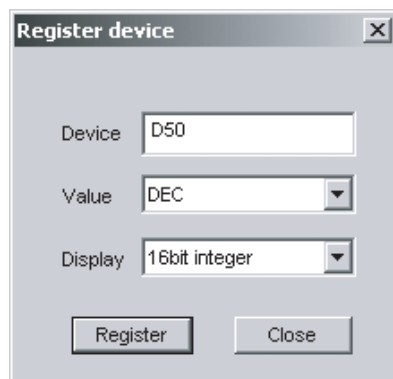 Register device
Device D50
Value DEC
Display 16bit integer
Register Close